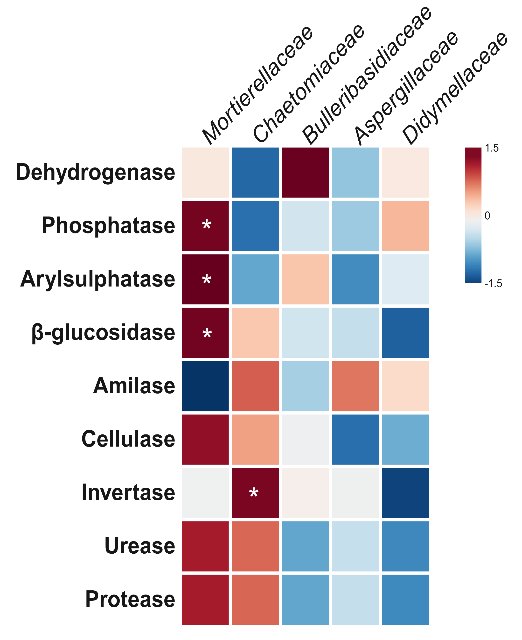 Mortierellaceae
Chaetomiaceae
Bulleribasidiaceae
Aspergillaceae
Didymellaceae
1.5
0
-1.5
Dehydrogenase
Phosphatase *
Arylsulphatase *
β-glucosidase *
Amilase
Cellulase
Invertase *
Urease
Protease